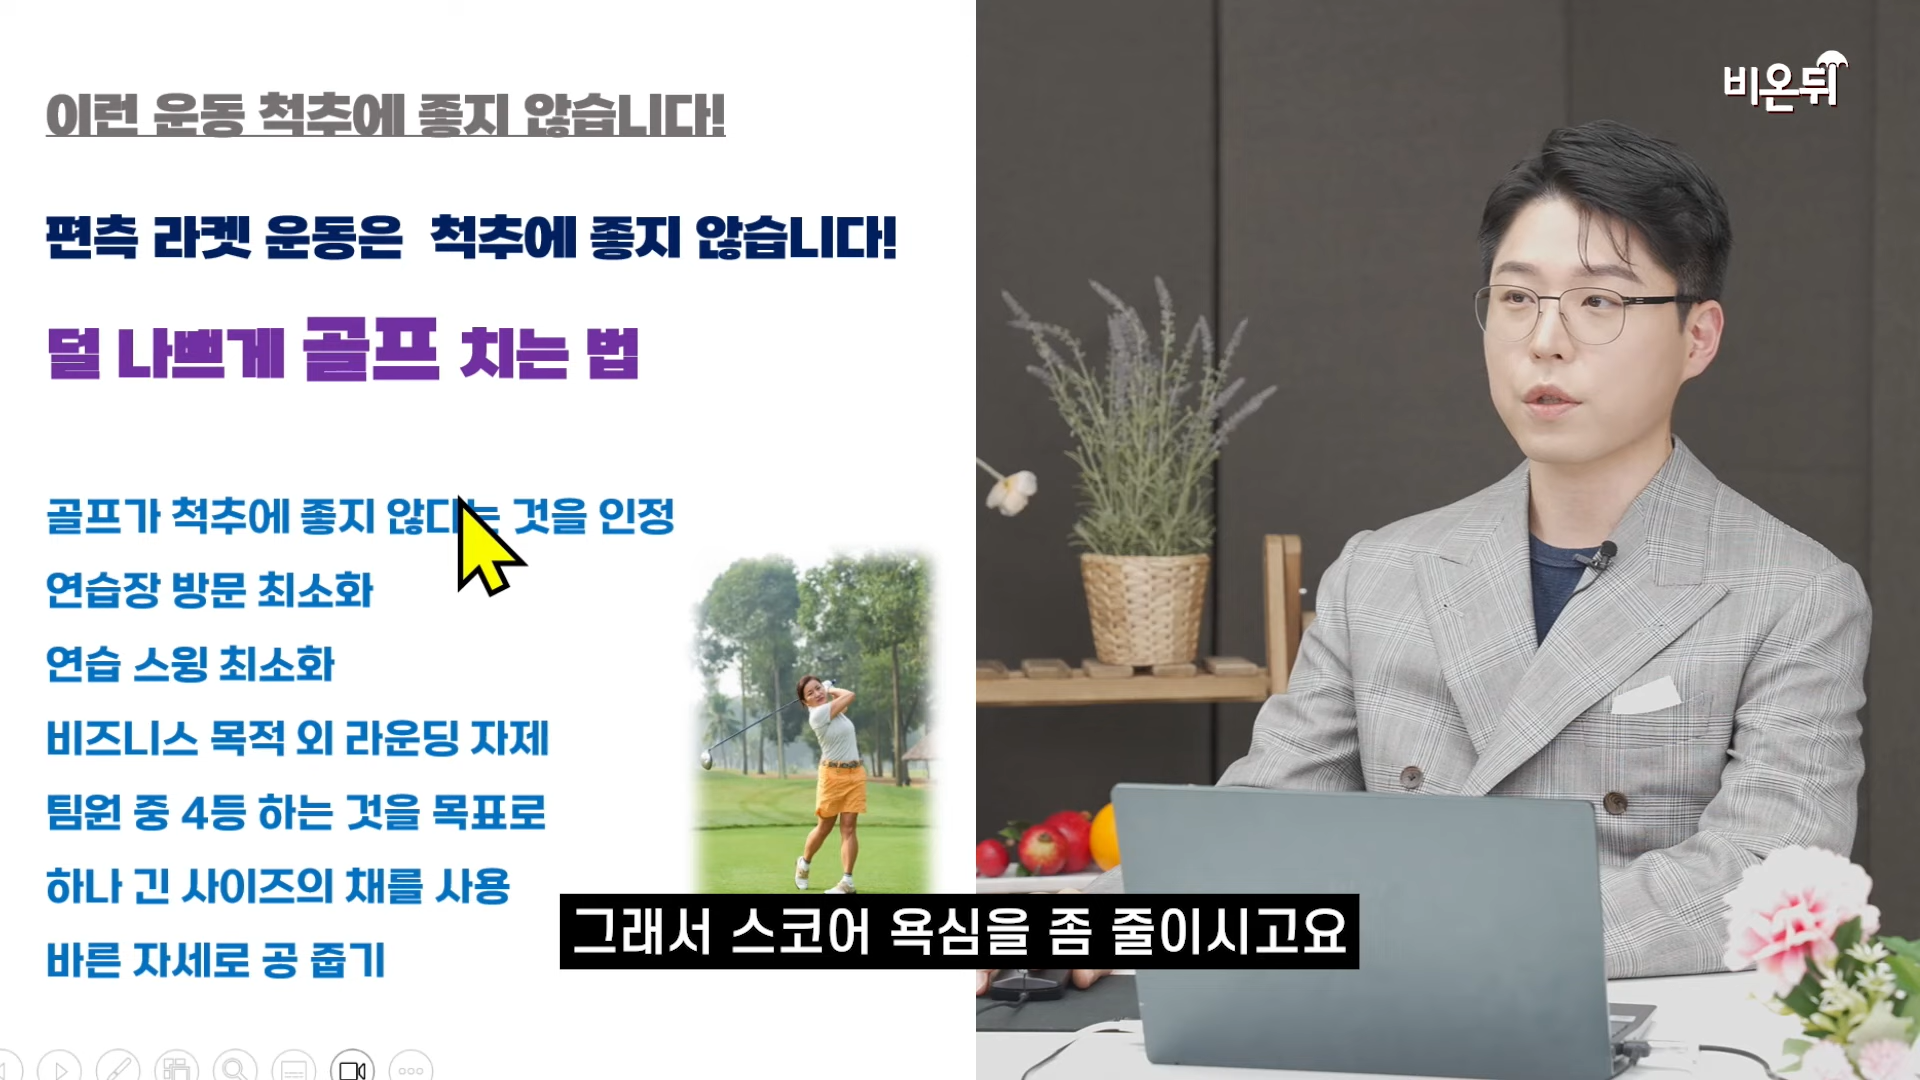 이런 운동 척추에 좋지 않습니다!
비온뒤
편측 라켓 운동은 척추에 좋지 않습니다!
덜 나쁘게 골프 치는 법
골프가 척추에 좋지 않다는 것을 인정
연습장 방문 최소화
연습 스윙 최소화
비즈니스 목적 외 라운딩 자제
팀원 중 4등 하는 것을 목표로
하나 긴 사이즈의 채를 사용
바른 자세로 공 줍기
그래서 스코어 욕심을 좀 줄이시고요